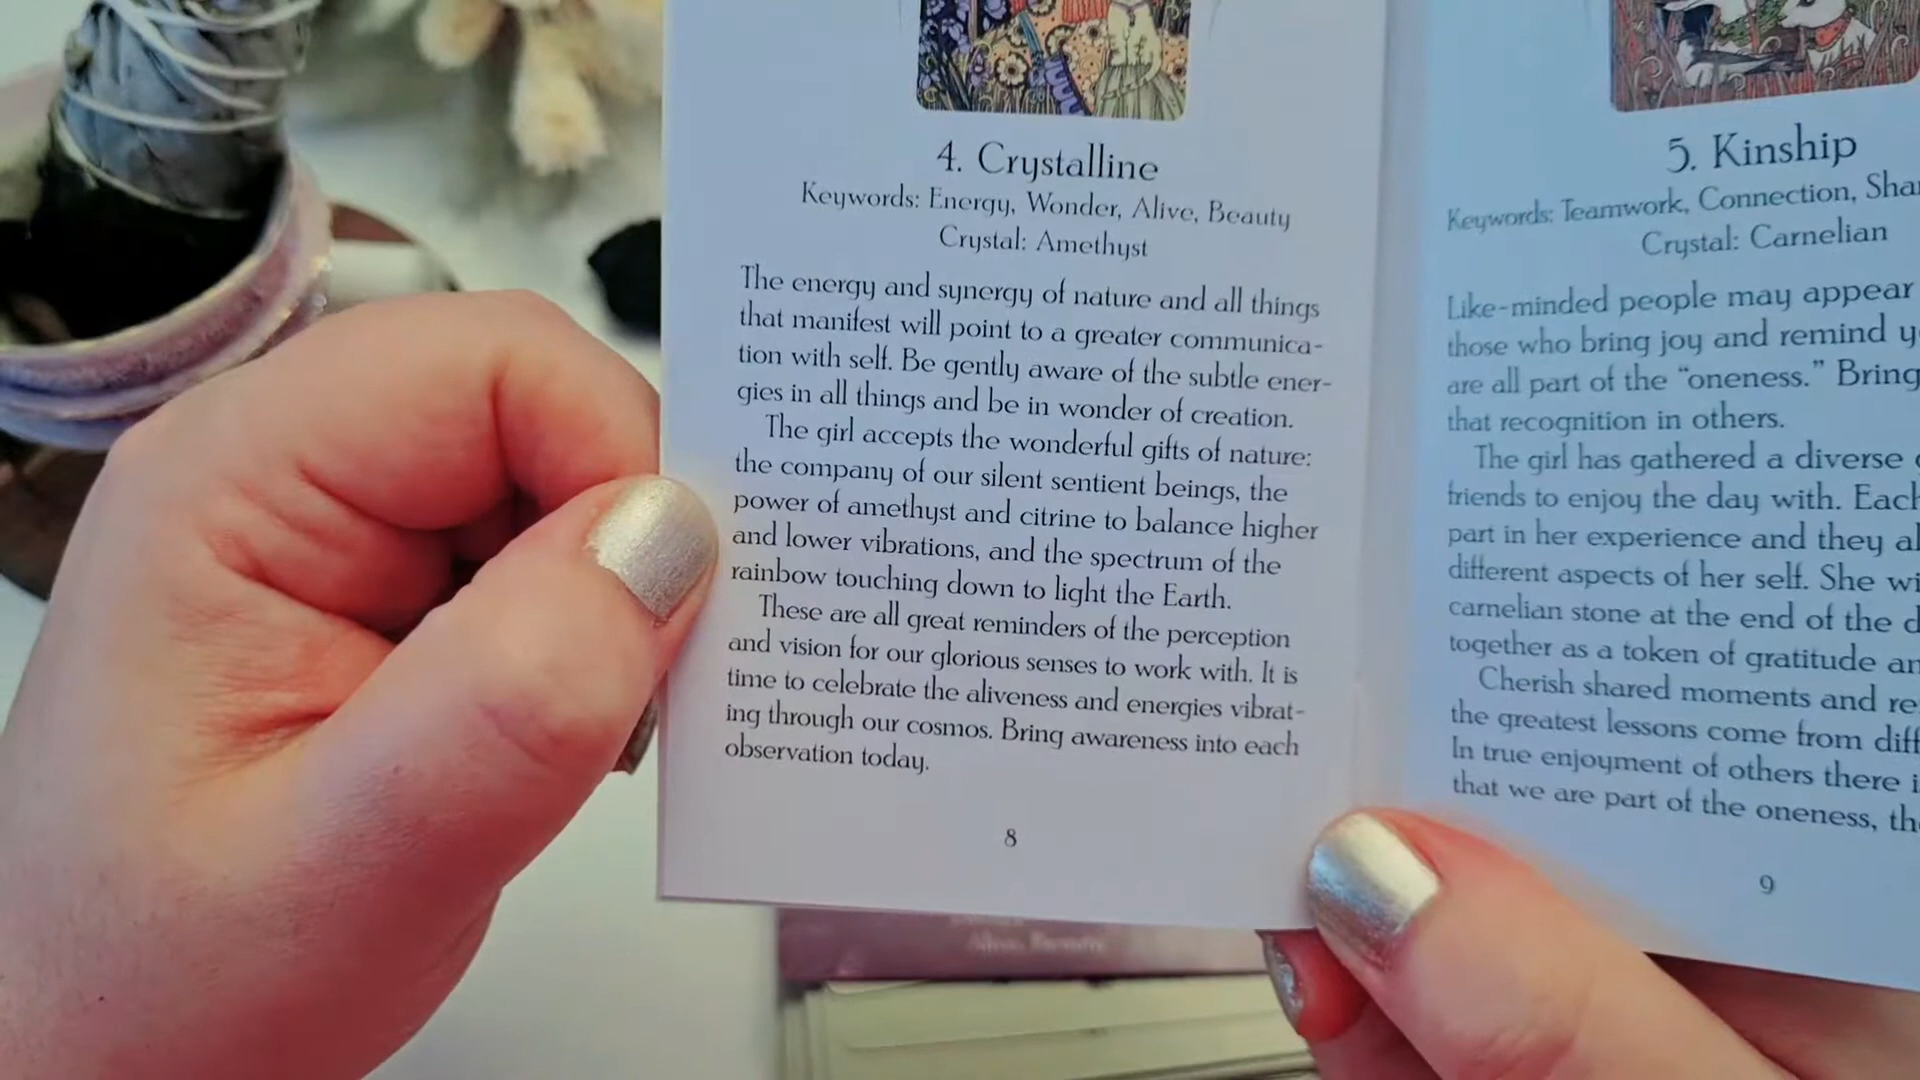 4. Crystalline
Keywords: Energy, Wonder, Alive, Beauty
Crystal: Amethyst
The energy and synergy of nature and all things
that manifest will point to a greater communica-
tion with self. Be gently aware of the subtle ener-
gies in all things and be in wonder of creation.
The girl accepts the wonderful gifts of nature:
the company of our silent sentient beings, the
power of amethyst and citrine to balance higher
and lower vibrations, and the spectrum of the
rainbow touching down to light the Earth.
These are all great reminders of the perception
and vision for our glorious senses to work with. It is
time to celebrate the aliveness and energies vibrat-
ing through our cosmos. Bring awareness into each
observation today.
8
5. Kinship
Keywords: Teamwork, Connection, Sha
Crystal: Carnelian
Like-minded people may appear
those who bring joy and remind y
are all part of the “oneness.” Bring
that recognition in others.
The girl has gathered a diverse
friends to enjoy the day with. Each
part in her experience and they al
different aspects of her self. She wi
carnelian stone at the end of the d
together as a token of gratitude an
Cherish shared moments and re
the greatest lessons come from diff
In true enjoyment of others there i
that we are part of the oneness, th
9
Alive, Beauty